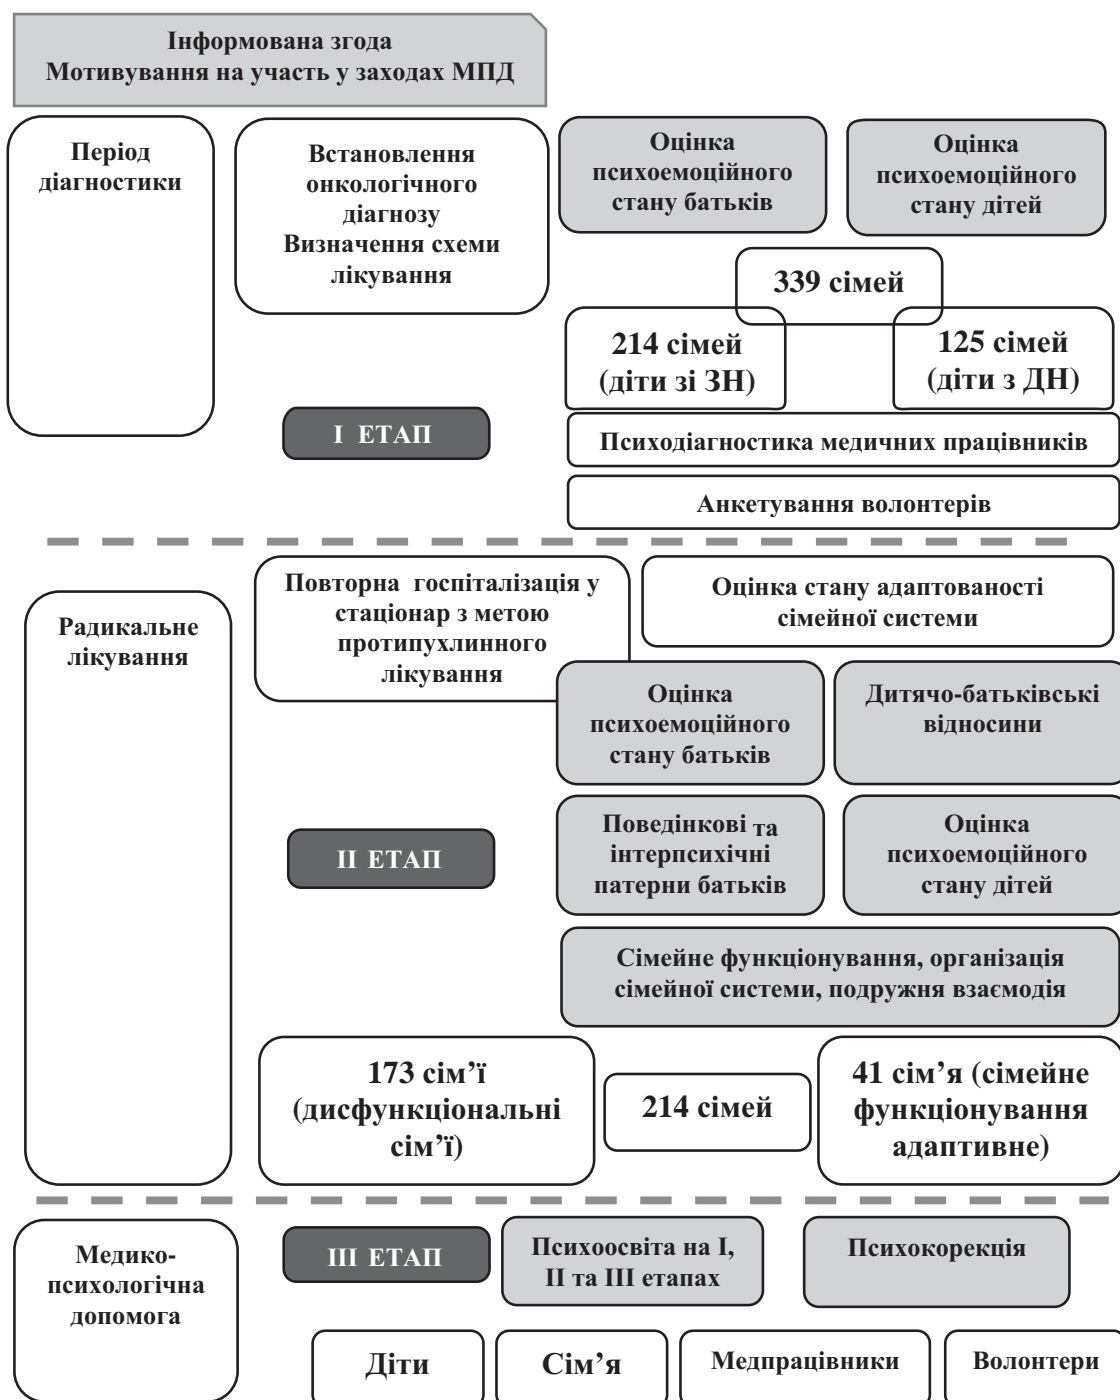 Інформована згода
Мотивування на участь у заходах МПД
Період
діагностики
Встановлення
онкологічного
діагнозу
Визначення схеми
лікування
Оцінка
психоемоційного
стану батьків
Оцінка
психоемоційного
стану дітей
339 сімей
214 сімей
(діти зі ЗН)
125 сімей
(діти з ДН)
І ЕТАП
Психодіагностика медичних працівників
Анкетування волонтерів
Радикальне
лікування
Повторна госпіталізація у
стаціонар з метою
протипухлинного
лікування
Оцінка стану адаптованості
сімейної системи
Оцінка
психоемоційного
стану батьків
Дитячо-батьківські
відносини
ІІ ЕТАП
Поведінкові та
інтерпсихічні
патерни батьків
Оцінка
психоемоційного
стану дітей
Сімейне функціонування, організація
сімейної системи, подружня взаємодія
173 сім’ї
(дисфункціональні
сім’ї)
214 сімей
41 сім’я (сімейне
функціонування
адаптивне)
Медико-
психологічна
допомога
ІІІ ЕТАП
Психоосвіта на І,
ІІ та ІІІ етапах
Психокорекція
Діти
Сім’я
Медпрацівники
Волонтери